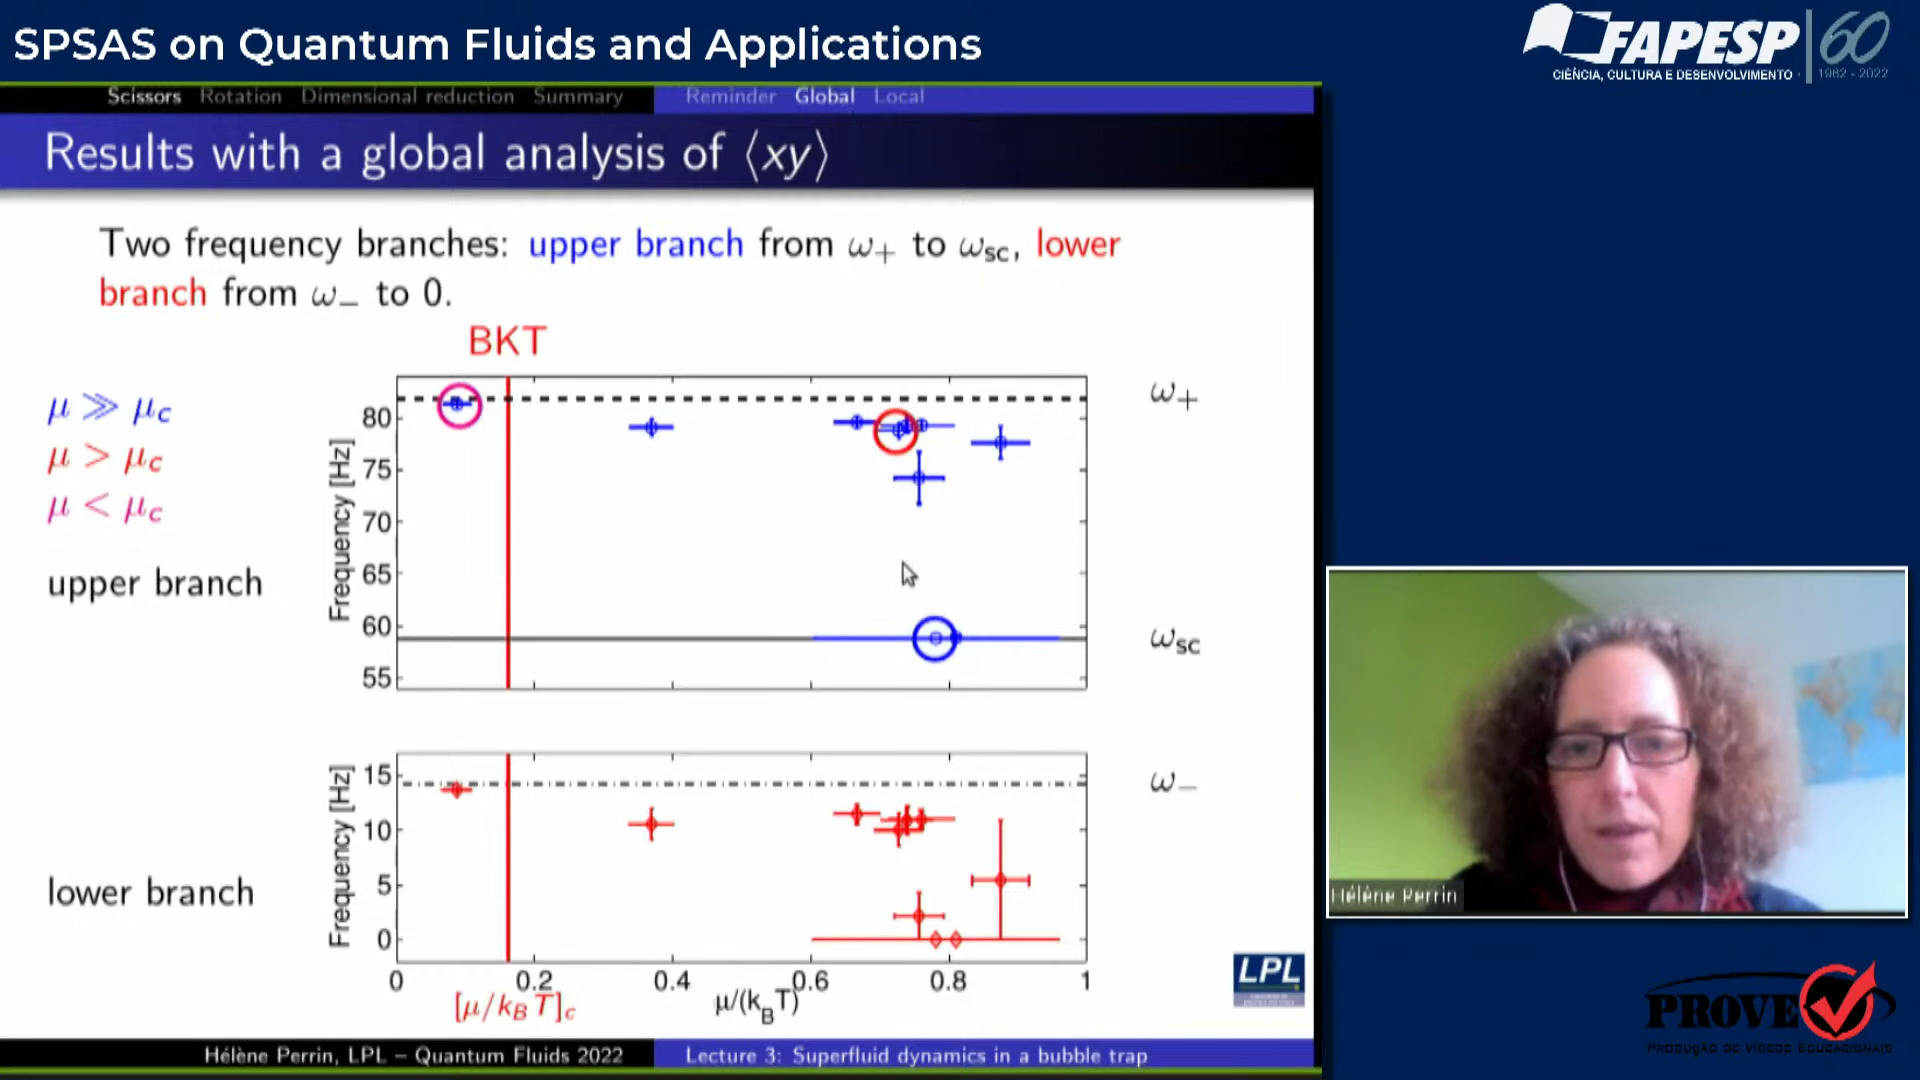 SPSAS on Quantum Fluids and Applications
FAPESP 60
CIÊNCIA, CULTURA E DESENVOLVIMENTO 1962 - 2022
Scissors Rotation Dimensional reduction Summary Reminder Global Local
Results with a global analysis of ⟨xy⟩
Two frequency branches: upper branch from ω₊ to ωsc, lower
branch from ω₋ to 0.
BKT
μ ≫ μc
μ > μc
μ < μc
upper branch
Frequency [Hz]
80
75
70
65
60
55
ω₊
ωsc
lower branch
Frequency [Hz]
15
10
5
0
ω₋
0 0.2 0.4 0.6 0.8 1
[μ/kBT]c μ/(kBT)
LPL
Hélène Perrin, LPL – Quantum Fluids 2022 Lecture 3: Superfluid dynamics in a bubble trap
Hélène Perrin
PROVE
PRODUÇÃO DE VÍDEOS EDUCACIONAIS